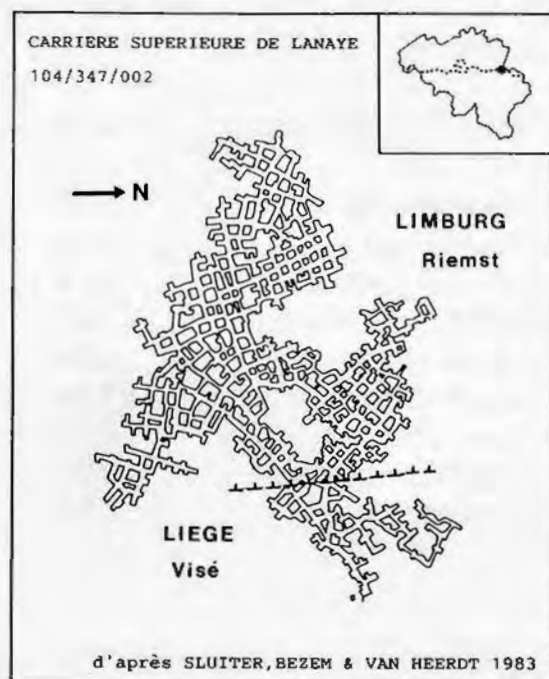 CARRIERE SUPERIEURE DE LANAYE
104/347/002
N
LIMBURG
Riemst
LIEGE
Visé
d'après SLUITER, BEZEM & VAN HEERDT 1983